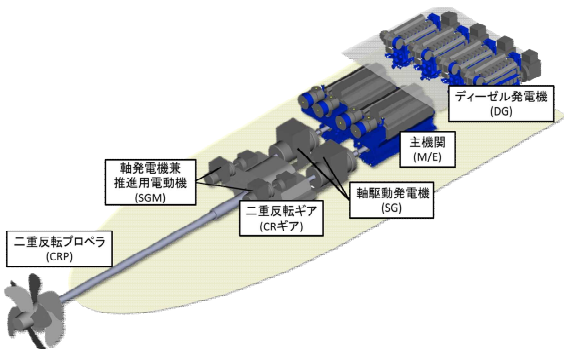 ディーゼル発電機
(DG)
主機関
(M/E)
軸発電機兼
推進用電動機
(SGM)
軸駆動発電機
(SG)
二重反転ギア
(CRギア)
二重反転プロペラ
(CRP)